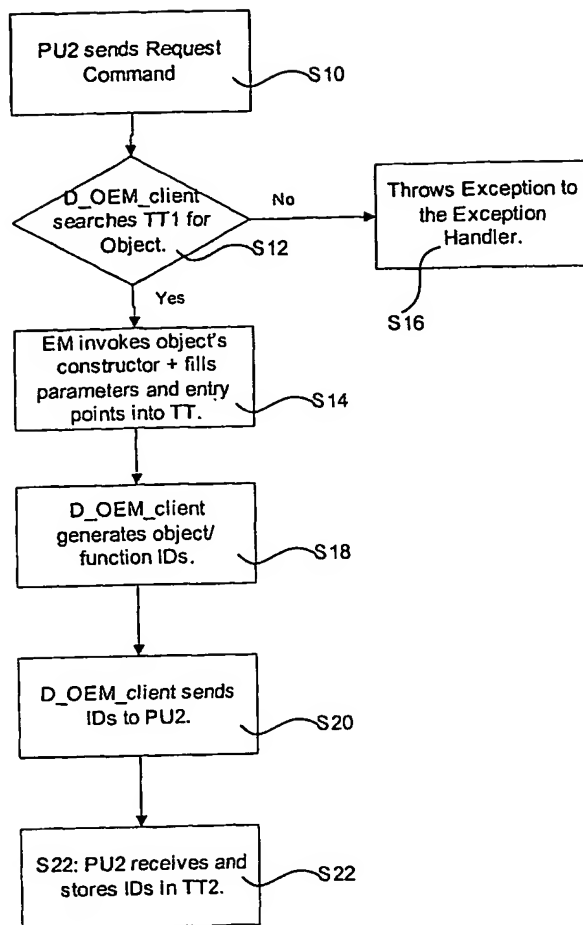 PU2 sends Request
Command
S10
D_OEM_client
searches TT1 for
Object.
S12
No
Throws Exception to
the Exception
Handler.
S16
Yes
EM invokes object's
constructor + fills
parameters and entry
points into TT.
S14
D_OEM_client
generates object/
function IDs.
S18
D_OEM_client sends
IDs to PU2.
S20
S22: PU2 receives and
stores IDs in TT2.
S22